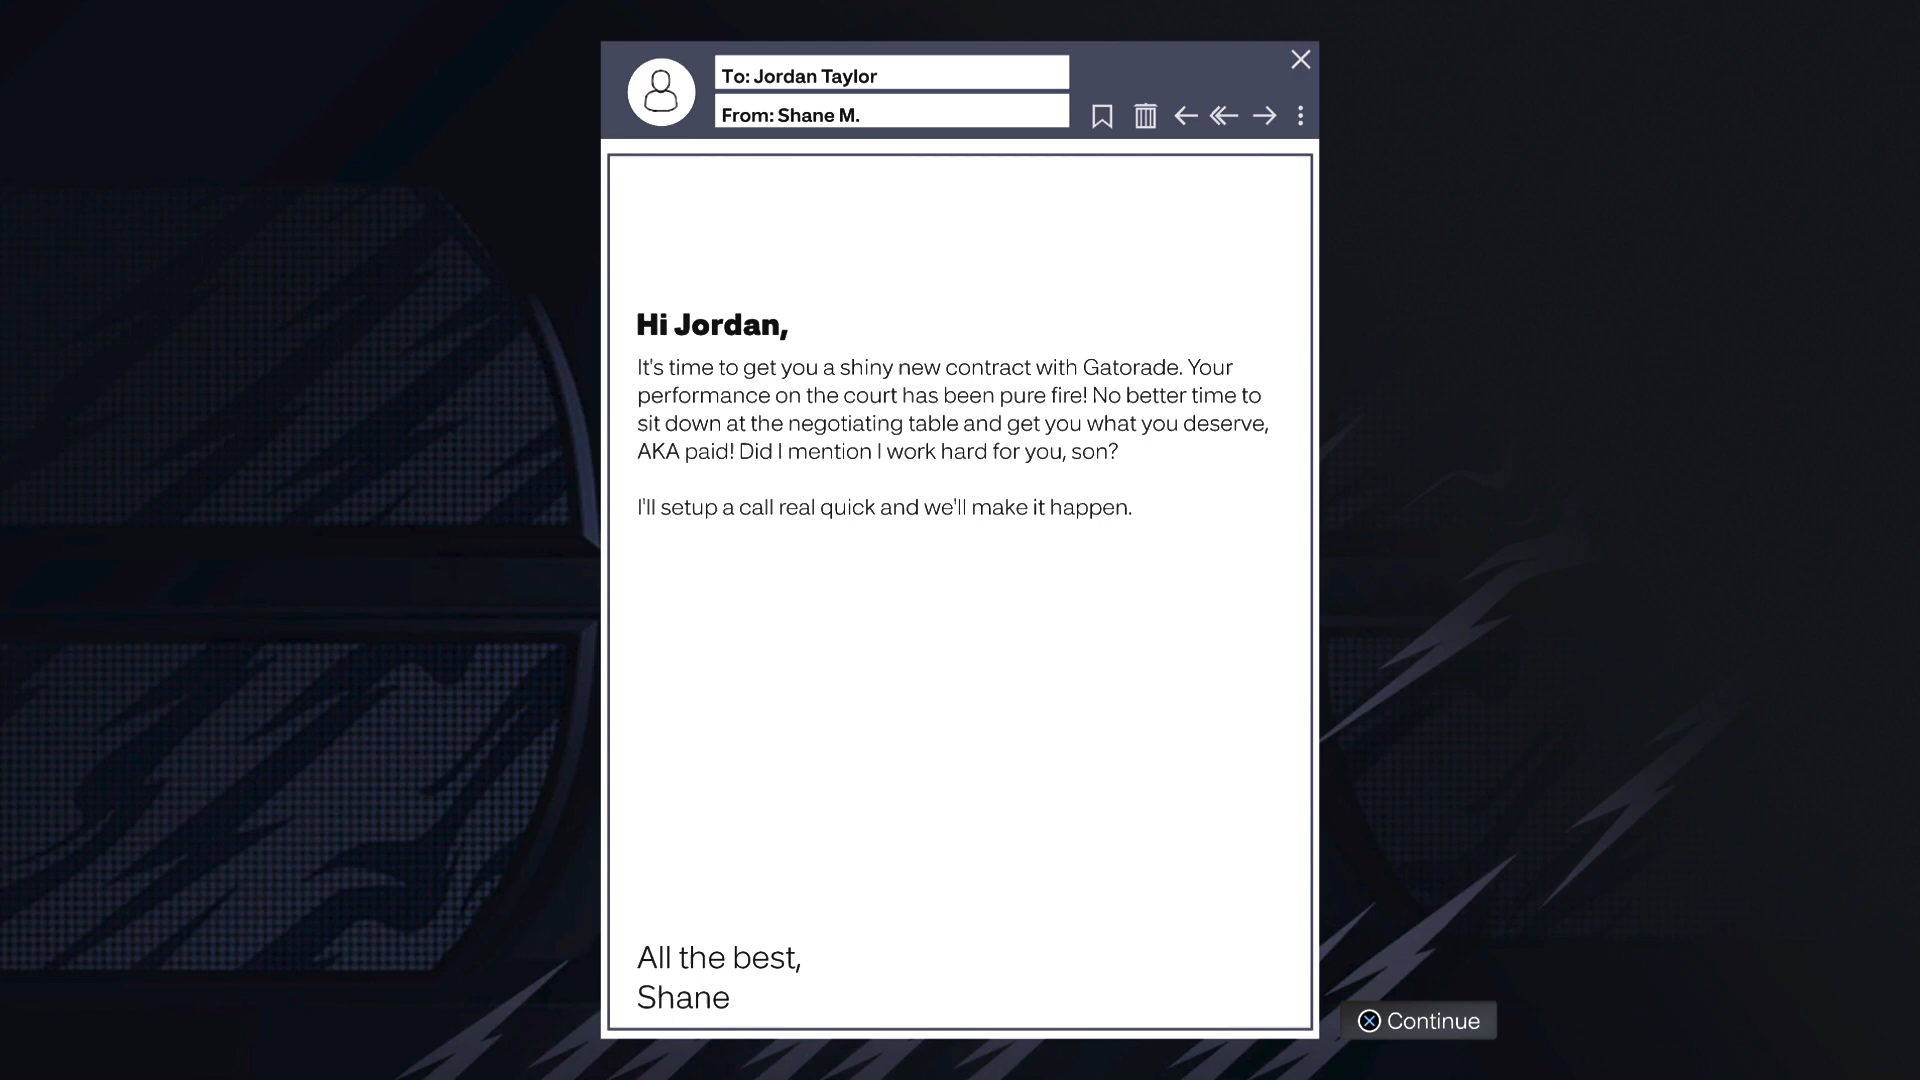 To: Jordan Taylor
From: Shane M.
Hi Jordan,
It's time to get you a shiny new contract with Gatorade. Your
performance on the court has been pure fire! No better time to
sit down at the negotiating table and get you what you deserve,
AKA paid! Did I mention I work hard for you, son?
I'll setup a call real quick and we'll make it happen.
All the best,
Shane
Continue